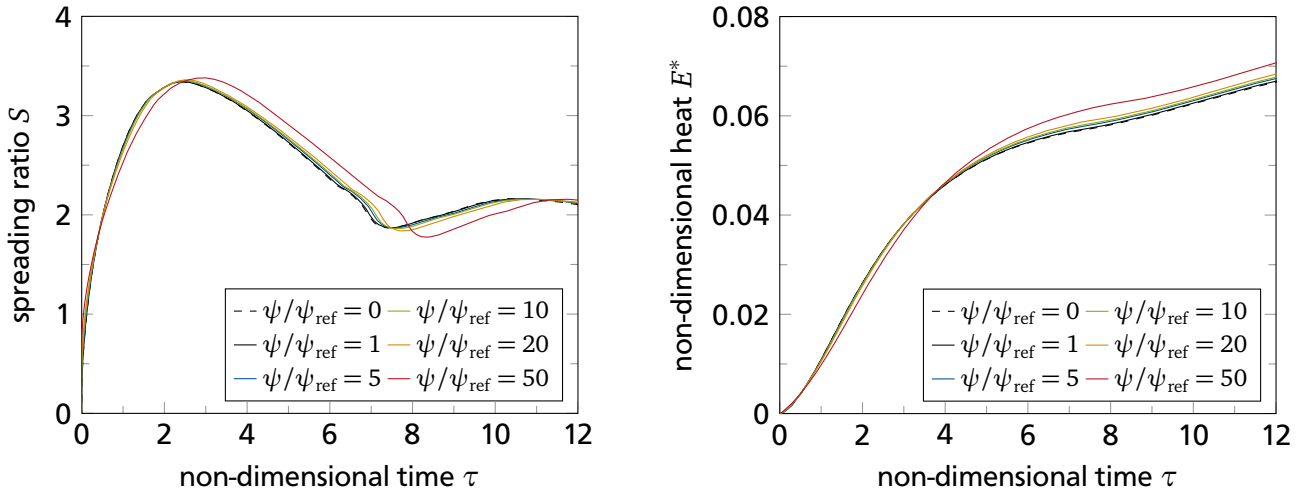 4
3
2
1
0
spreading ratio S
0 2 4 6 8 10 12
non-dimensional time τ
ψ/ψref = 0 ψ/ψref = 10
ψ/ψref = 1 ψ/ψref = 20
ψ/ψref = 5 ψ/ψref = 50
0.08
0.06
0.04
0.02
0
non-dimensional heat E*
0 2 4 6 8 10 12
non-dimensional time τ
ψ/ψref = 0 ψ/ψref = 10
ψ/ψref = 1 ψ/ψref = 20
ψ/ψref = 5 ψ/ψref = 50